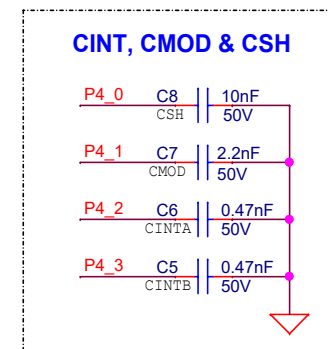 CINT, CMOD & CSH
P4_0 C8 10nF
CSH 50V
P4_1 C7 2.2nF
CMOD 50V
P4_2 C6 0.47nF
CINTA 50V
P4_3 C5 0.47nF
CINTB 50V